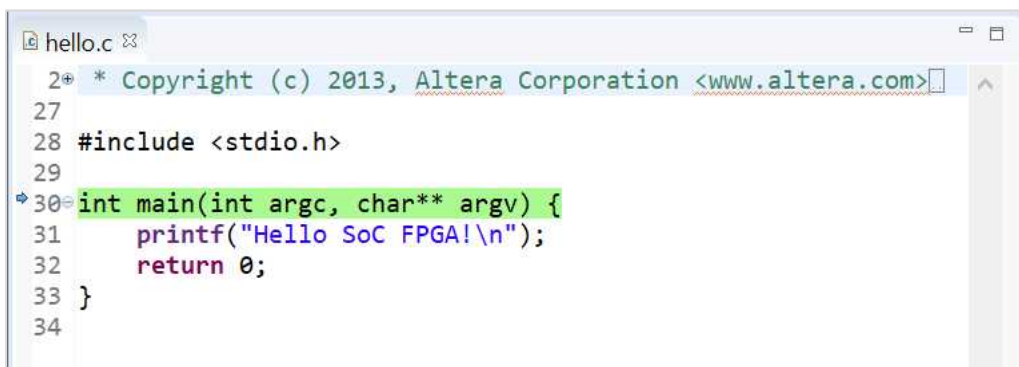 hello.c
2 * Copyright (c) 2013, Altera Corporation <www.altera.com>
27
28 #include <stdio.h>
29
30 int main(int argc, char** argv) {
31     printf("Hello SoC FPGA!\n");
32     return 0;
33 }
34